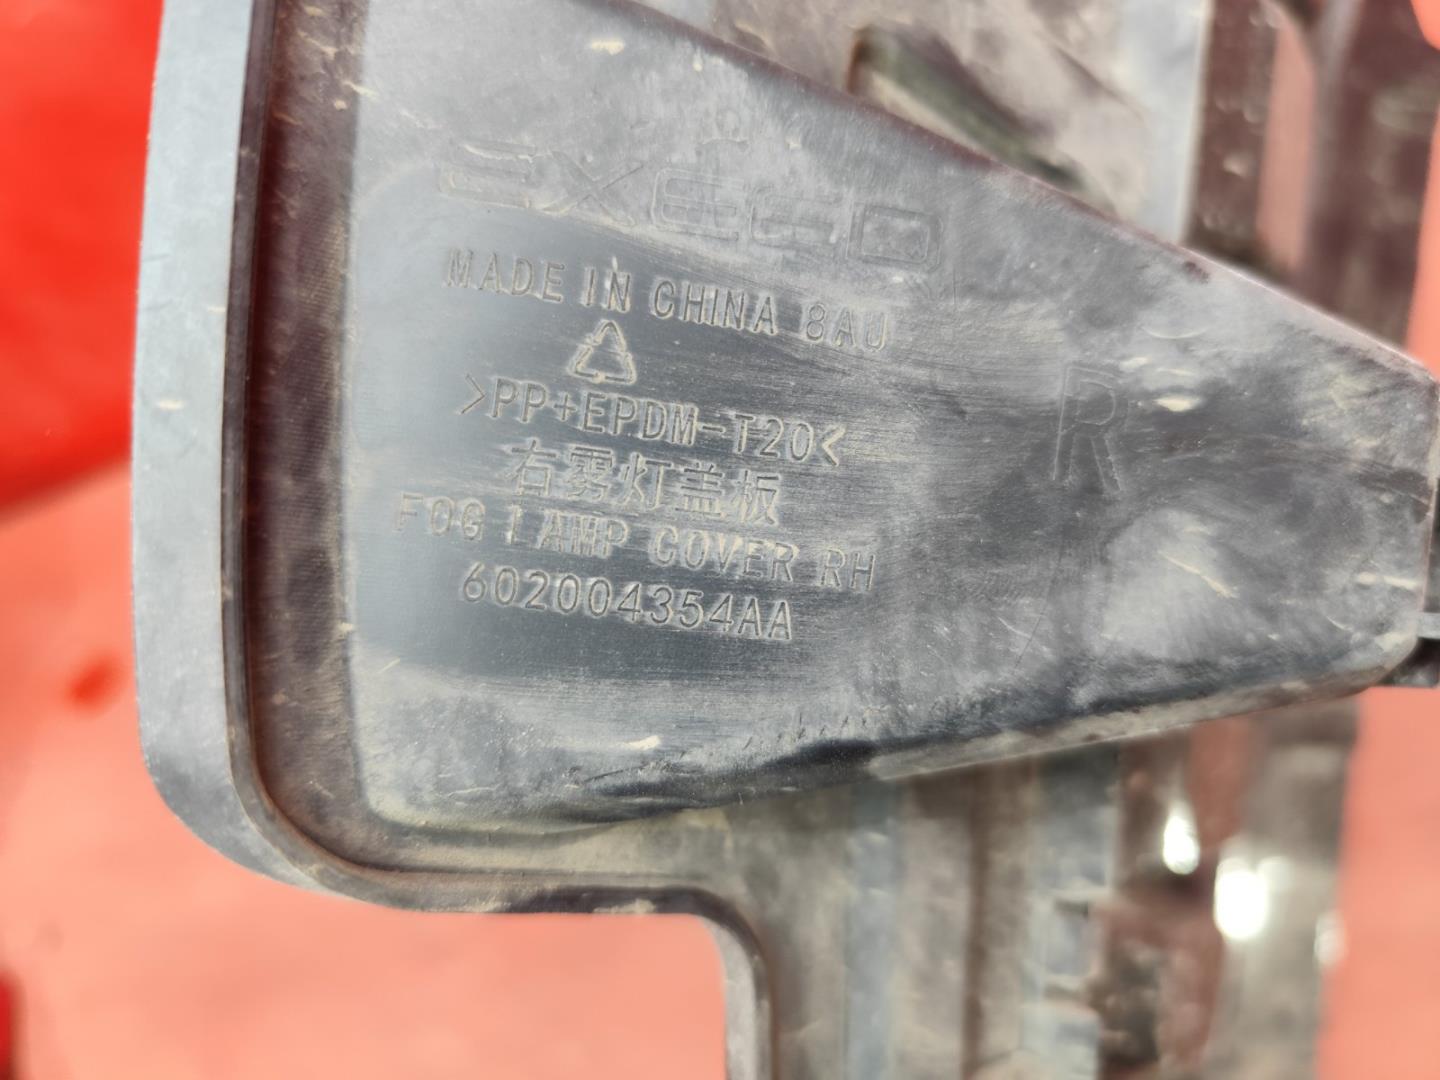 EXEED
MADE IN CHINA 8AU
>PP+EPDM-T20<
R
右雾灯盖板
FOG LAMP COVER RH
602004354AA